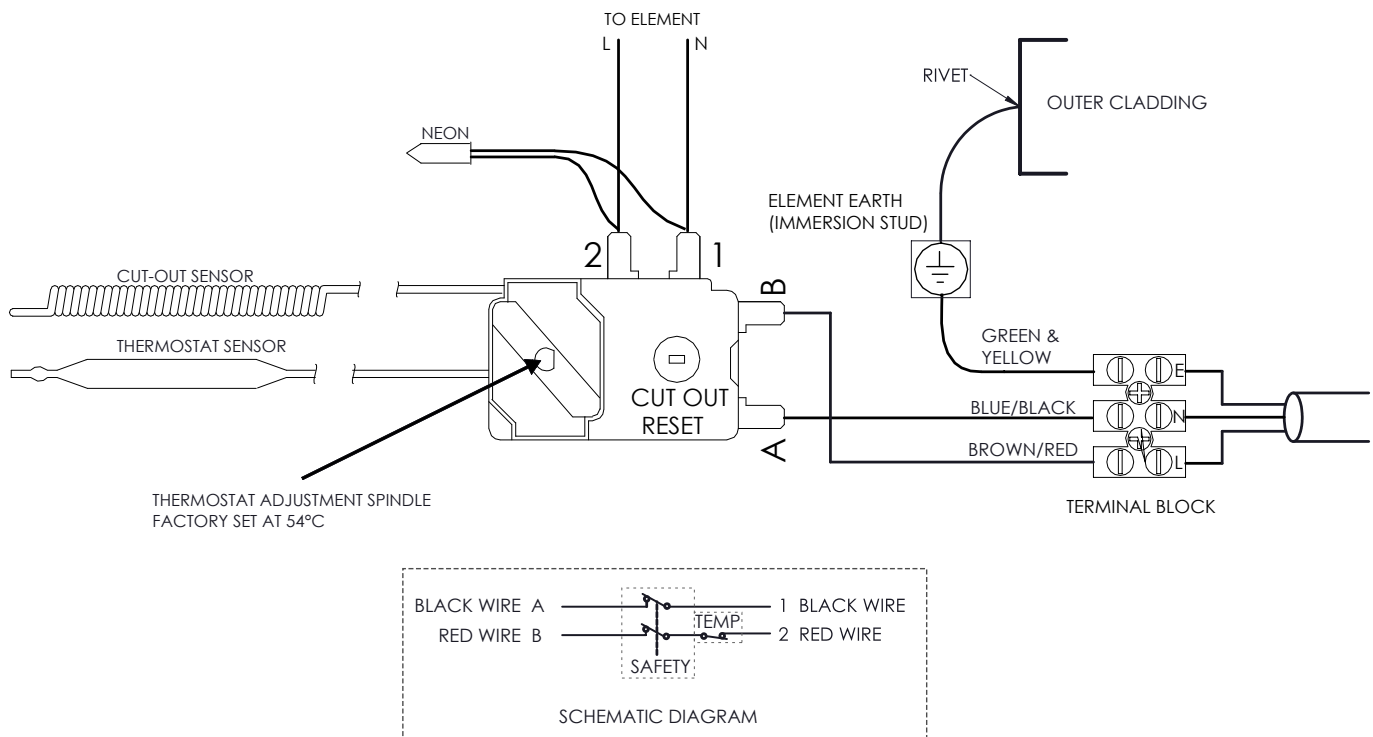 TO ELEMENT
L N
NEON
RIVET
OUTER CLADDING
ELEMENT EARTH
(IMMERSION STUD)
2 1
CUT-OUT SENSOR
THERMOSTAT SENSOR
B
GREEN &
YELLOW
E
CUT OUT
RESET
BLUE/BLACK
N
A
BROWN/RED
L
THERMOSTAT ADJUSTMENT SPINDLE
FACTORY SET AT 54°C
TERMINAL BLOCK
BLACK WIRE A
1 BLACK WIRE
TEMP
RED WIRE B
2 RED WIRE
SAFETY
SCHEMATIC DIAGRAM